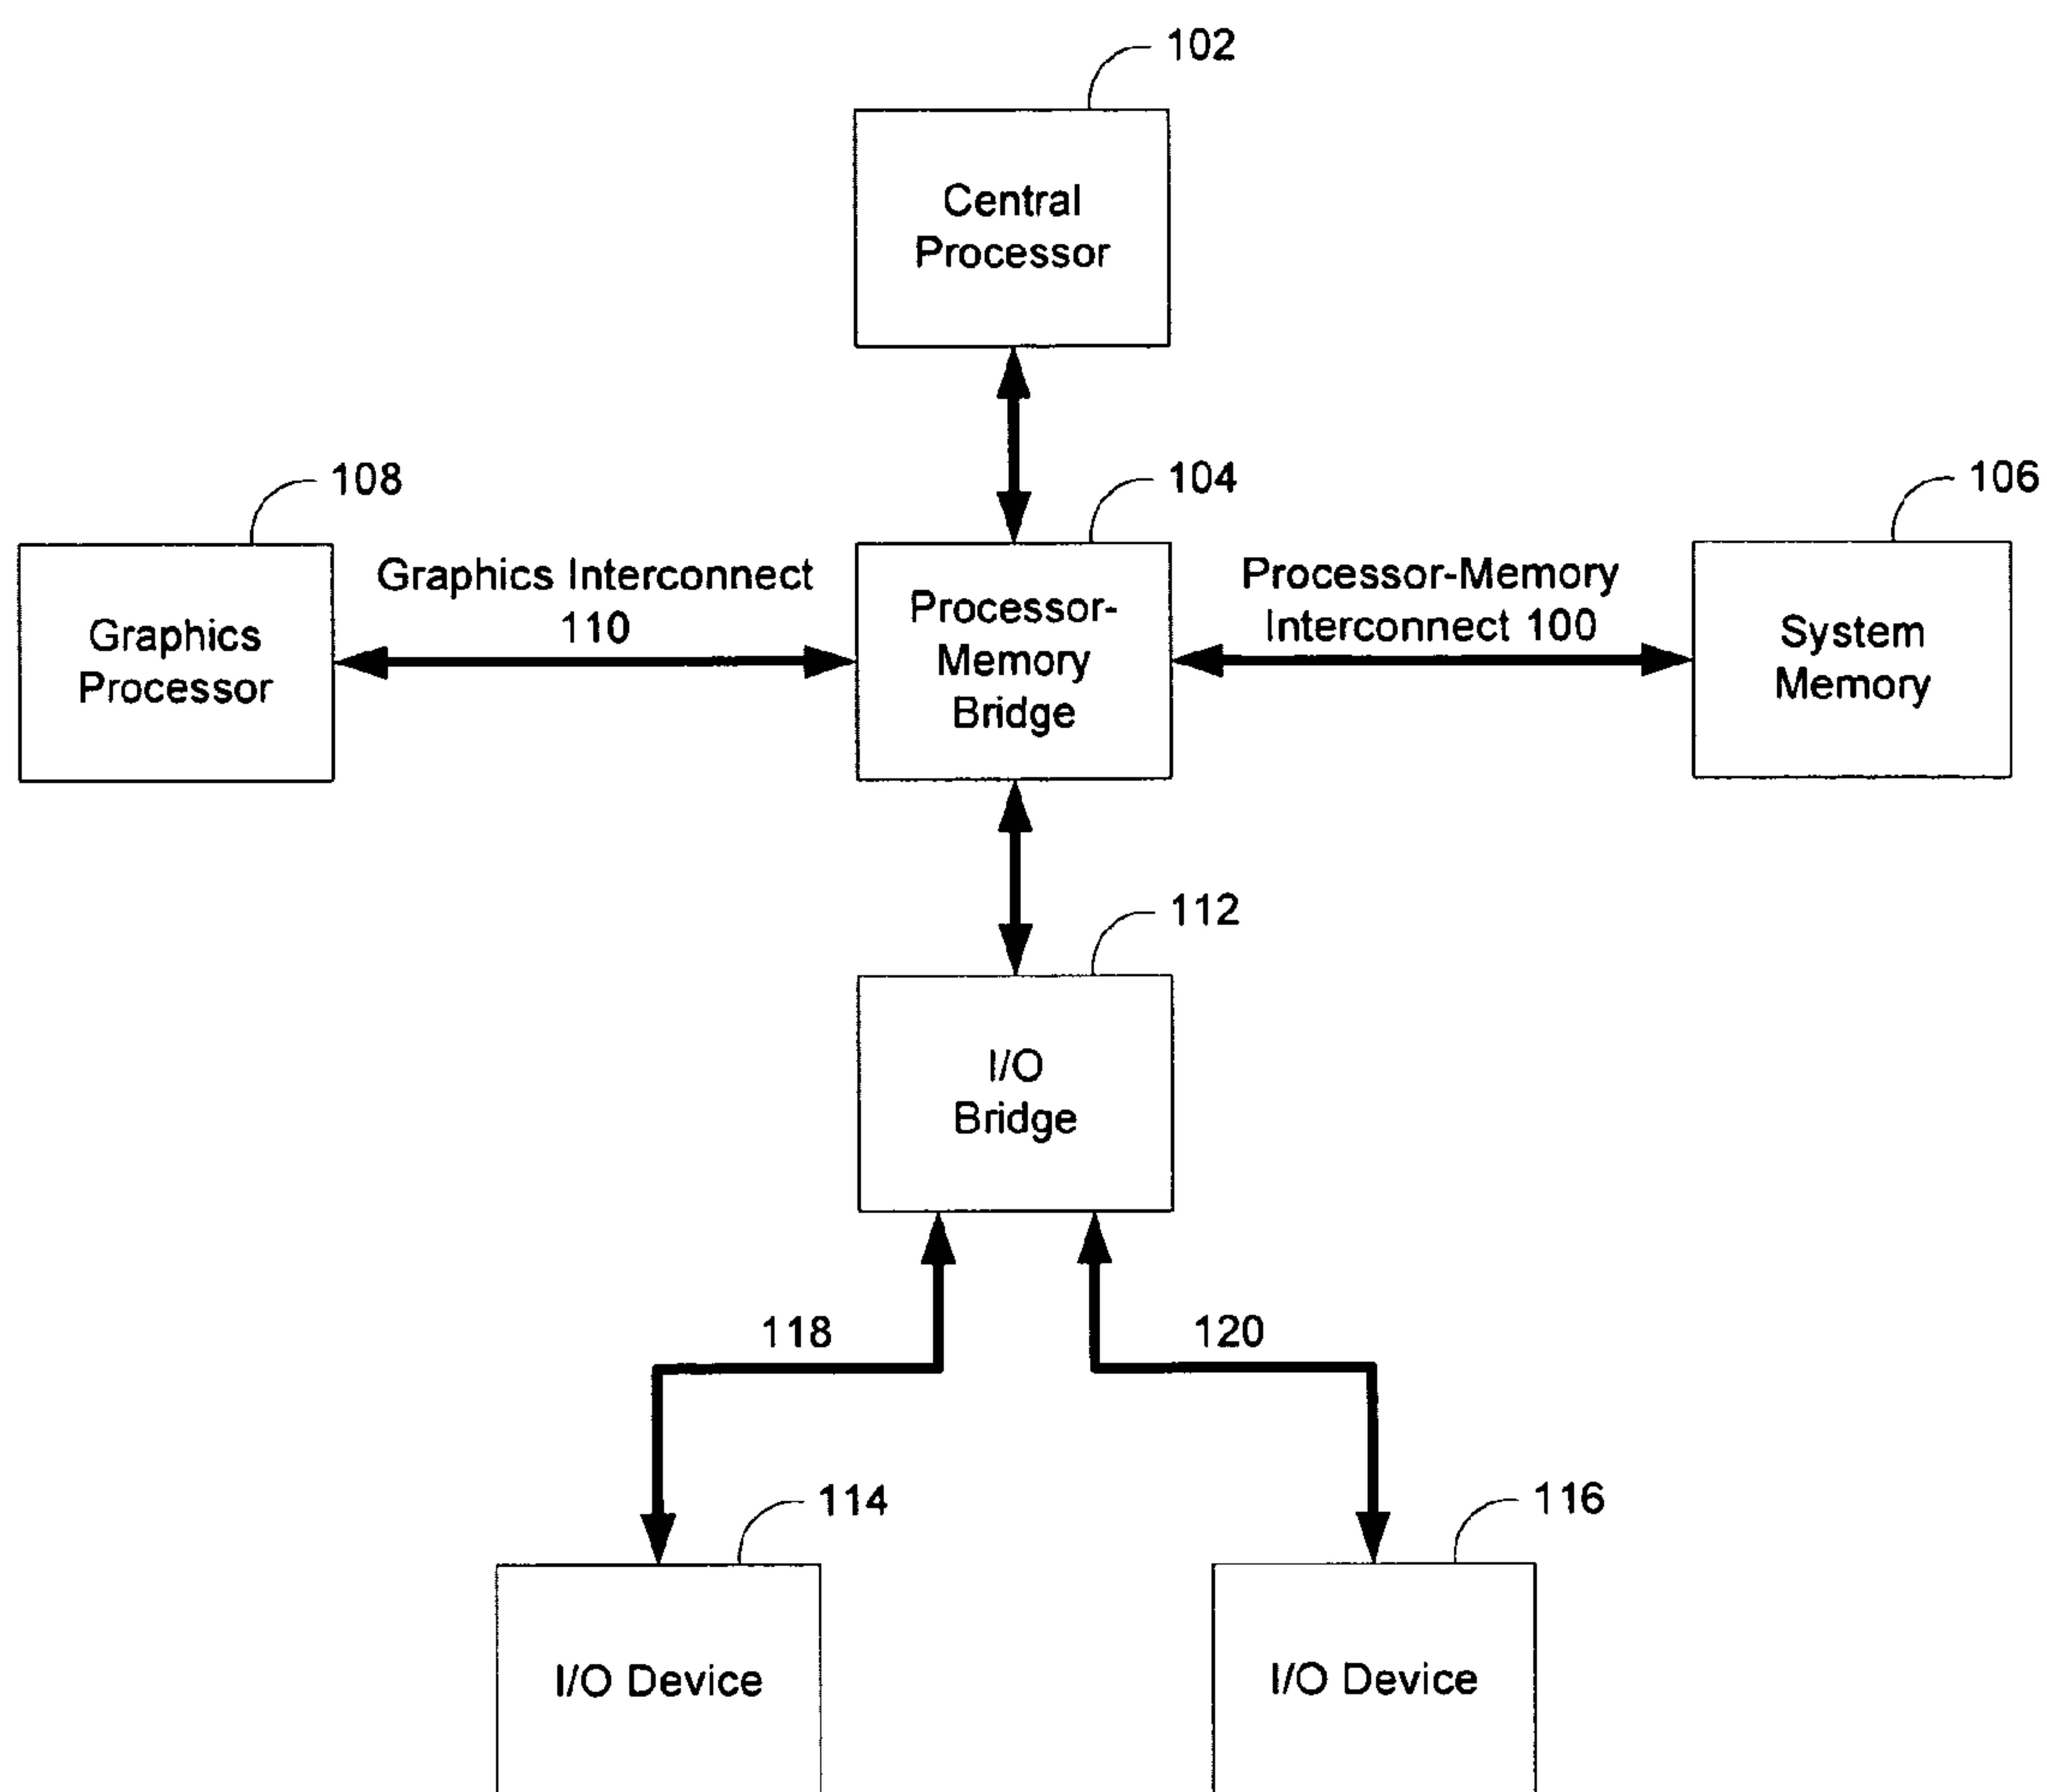 102
Central
Processor
108
104
106
Graphics Interconnect
110
Processor-Memory
Interconnect 100
Graphics
Processor
Processor-
Memory
Bridge
System
Memory
112
I/O
Bridge
118
120
114
116
I/O Device
I/O Device